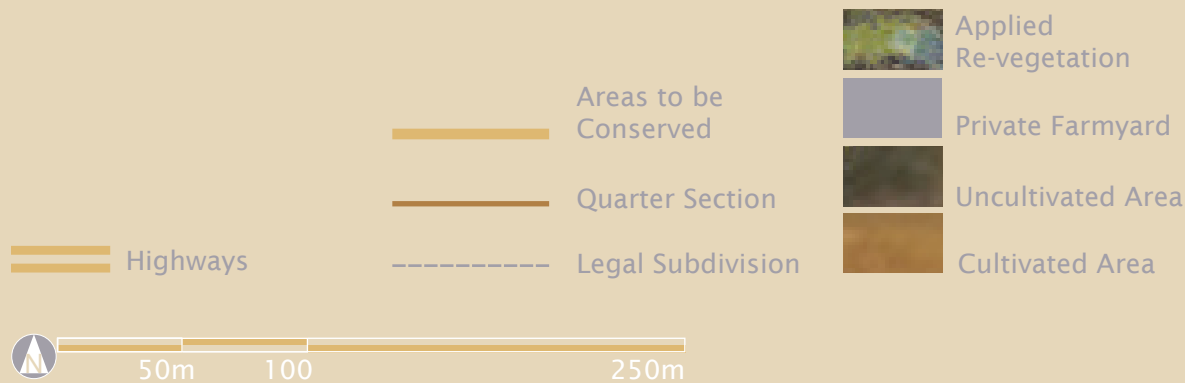 Applied
Re-vegetation
Areas to be
Conserved
Private Farmyard
Quarter Section
Uncultivated Area
Highways
Legal Subdivision
Cultivated Area
N
50m
100
250m